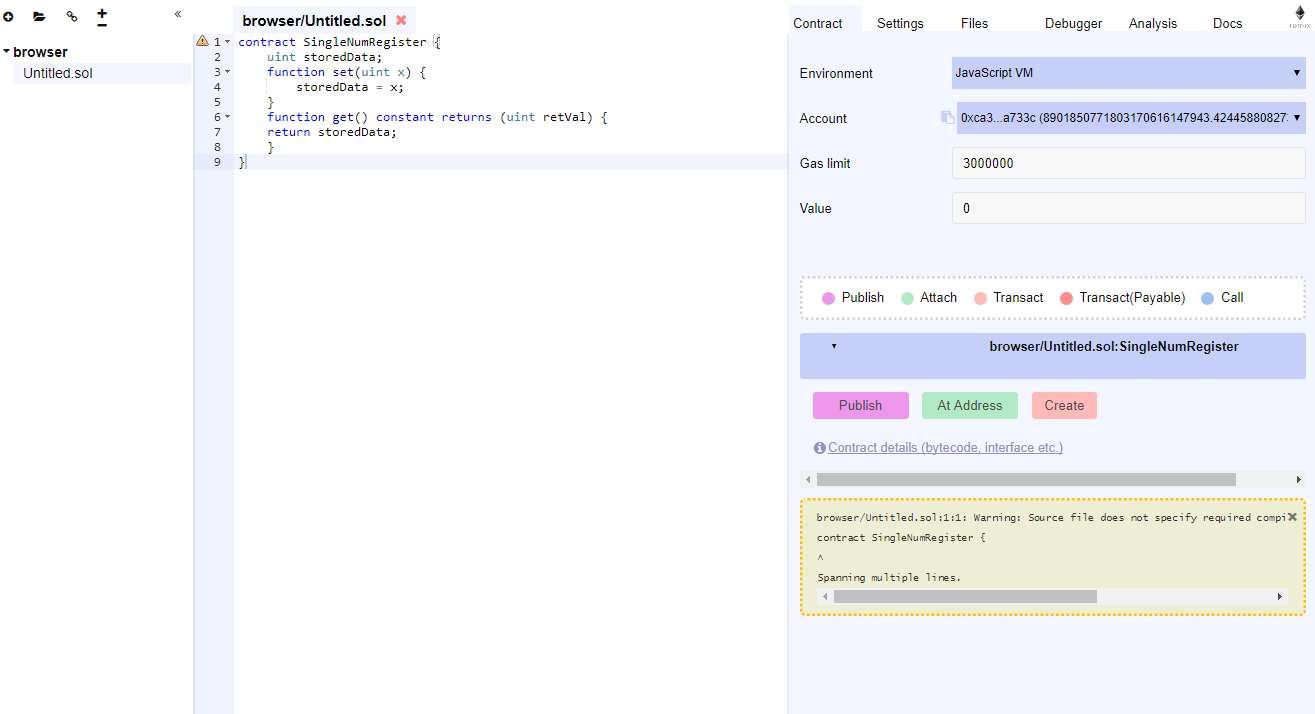 «
browser
Untitled.sol
browser/Untitled.sol
1 contract SingleNumRegister {
2 uint storedData;
3 function set(uint x) {
4 storedData = x;
5 }
6 function get() constant returns (uint retVal) {
7 return storedData;
8 }
9 }
Contract Settings Files Debugger Analysis Docs
remix
Environment JavaScript VM
Account 0xca3...a733c (8901850771803170616147943.42445880827
Gas limit 3000000
Value 0
Publish Attach Transact Transact(Payable) Call
browser/Untitled.sol:SingleNumRegister
Publish At Address Create
Contract details (bytecode, interface etc.)
browser/Untitled.sol:1:1: Warning: Source file does not specify required compi
contract SingleNumRegister {
^
Spanning multiple lines.